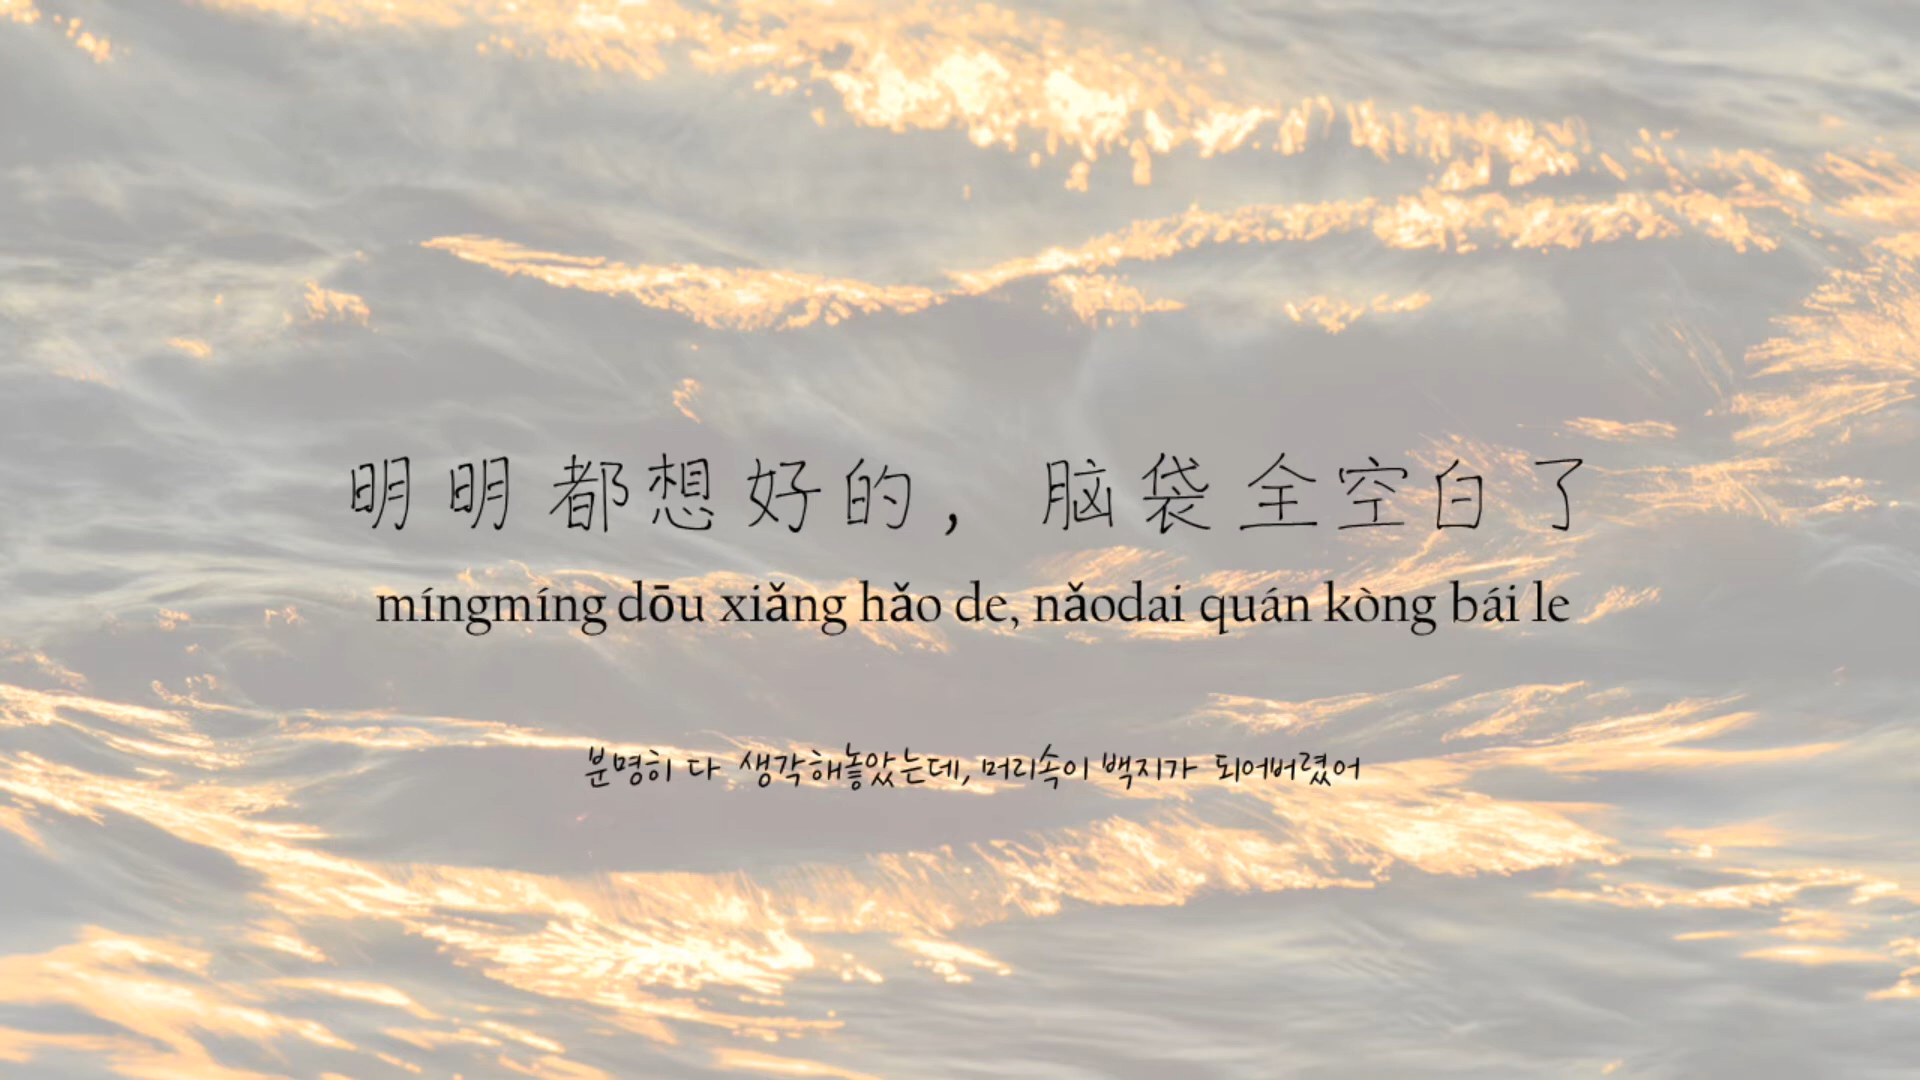 明明都想好的，脑袋全空白了
míngmíng dōu xiǎng hǎo de, nǎodai quán kòng bái le
분명히 다 생각해놓았는데, 머리속이 백지가 되어버렸어